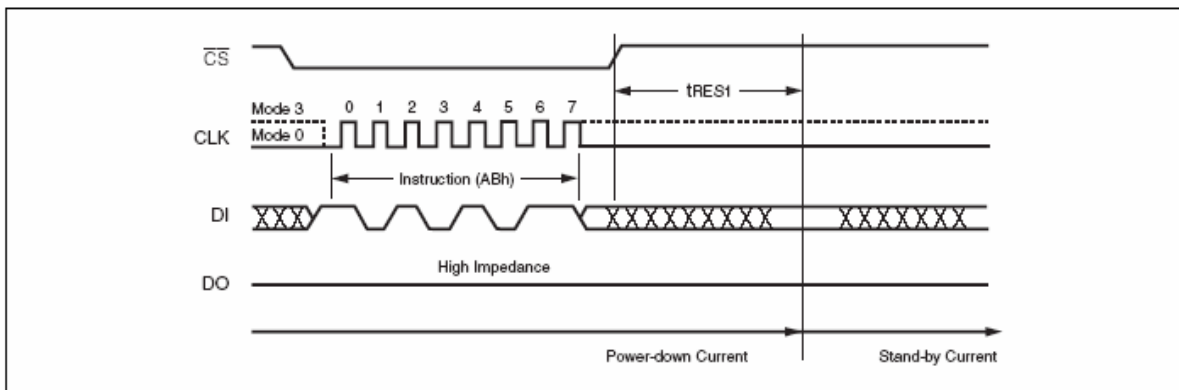 CS
tRES1
Mode 3 0 1 2 3 4 5 6 7
CLK Mode 0
Instruction (ABh)
DI
High Impedance
DO
Power-down Current Stand-by Current